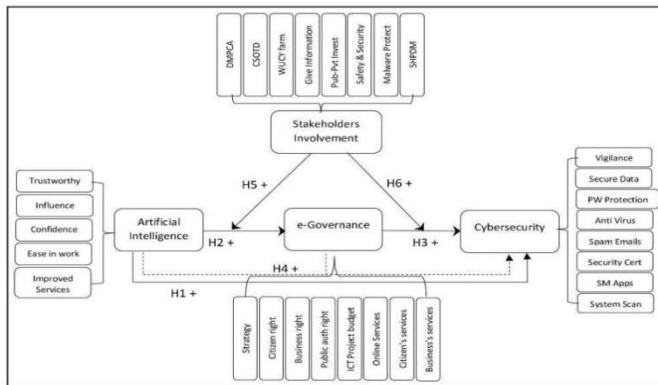 DMPCA
CSOTD
WUCY farm
Give Information
Pub-Pvt Invest
Safety & Security
Malware Protect
SHPDM
Stakeholders
Involvement
H5 +
H6 +
Trustworthy
Influence
Confidence
Ease in work
Improved
Services
Artificial
Intelligence
H2 +
e-Governance
H3 +
Cybersecurity
H4 +
H1 +
Vigilance
Secure Data
PW Protection
Anti Virus
Spam Emails
Security Cert
SM Apps
System Scan
Strategy
Citizen right
Business right
Public auth right
ICT Project budget
Online Services
Citizen's services
Business's services